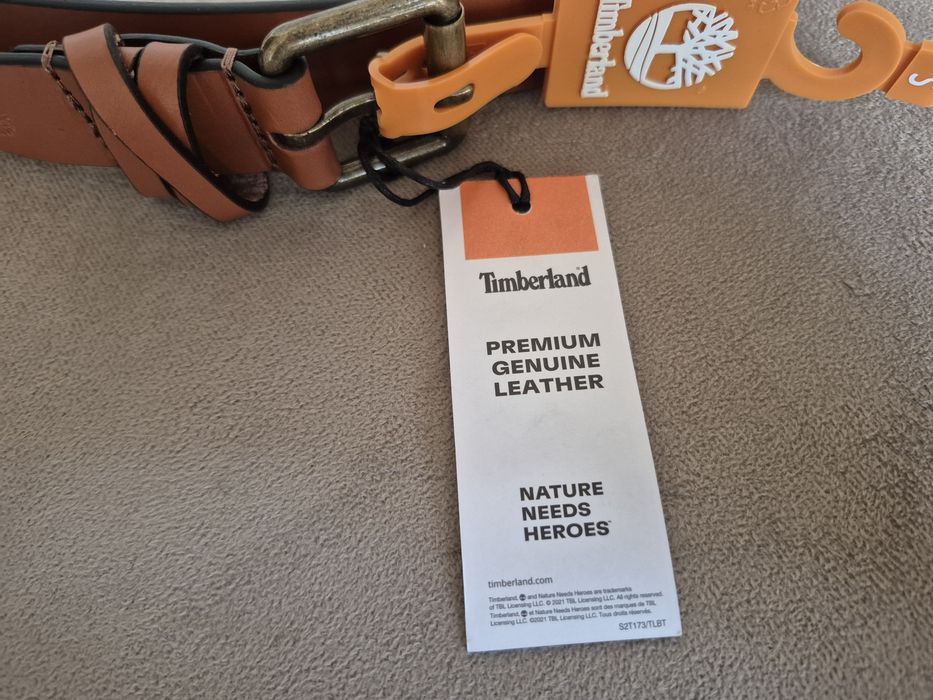 Timberland
S
Timberland
PREMIUM
GENUINE
LEATHER
NATURE
NEEDS
HEROES™
timberland.com
Timberland, and Nature Needs Heroes are trademarks
of TBL Licensing LLC. © 2021 TBL Licensing LLC. All rights reserved.
Timberland, et Nature Needs Heroes sont des marques de TBL
Licensing LLC. ©2021 TBL Licensing LLC. Tous droits réservés.
S2T173/TLBT